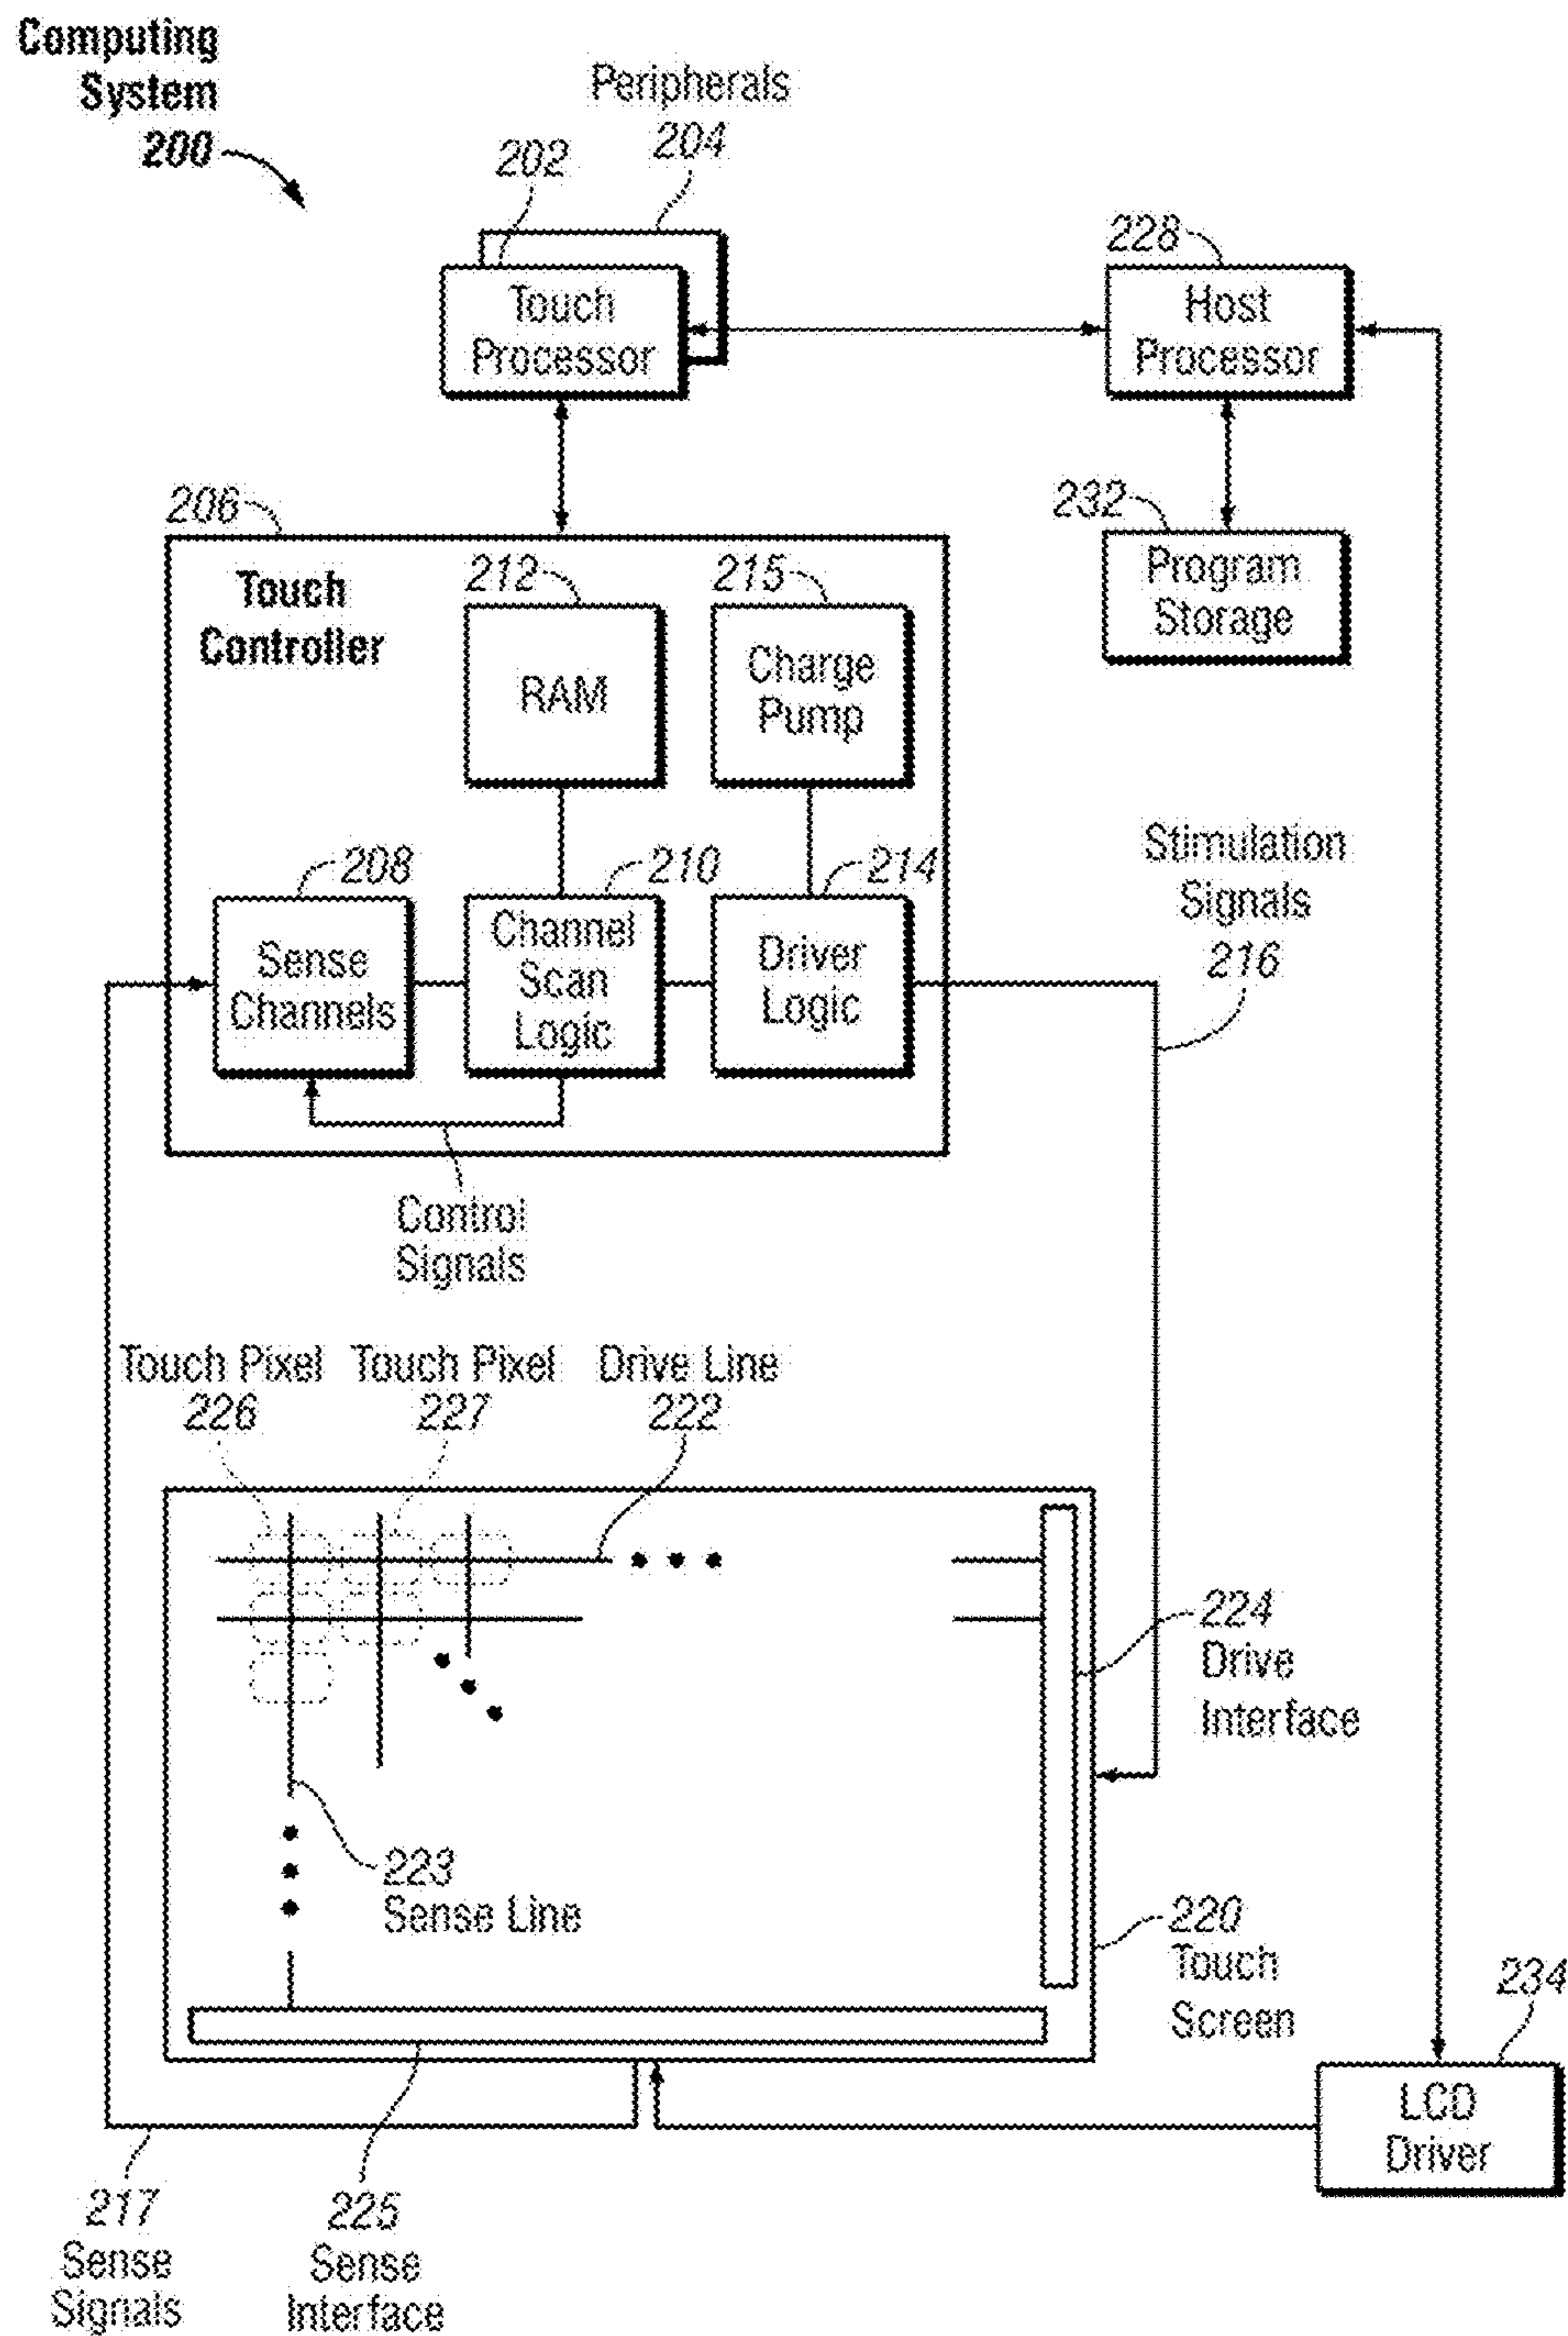 Computing
System
200
Peripherals
204
202
228
Touch
Processor
Host
Processor
206
232
Touch
Controller
212
215
Program
Storage
RAM
Charge
Pump
208
210
214
Stimulation
Signals
216
Sense
Channels
Channel
Scan
Logic
Driver
Logic
Control
Signals
Touch Pixel
226
Touch Pixel
227
Drive Line
222
224
Drive
Interface
223
Sense Line
220
Touch
Screen
234
LCD
Driver
217
Sense
Signals
225
Sense
Interface